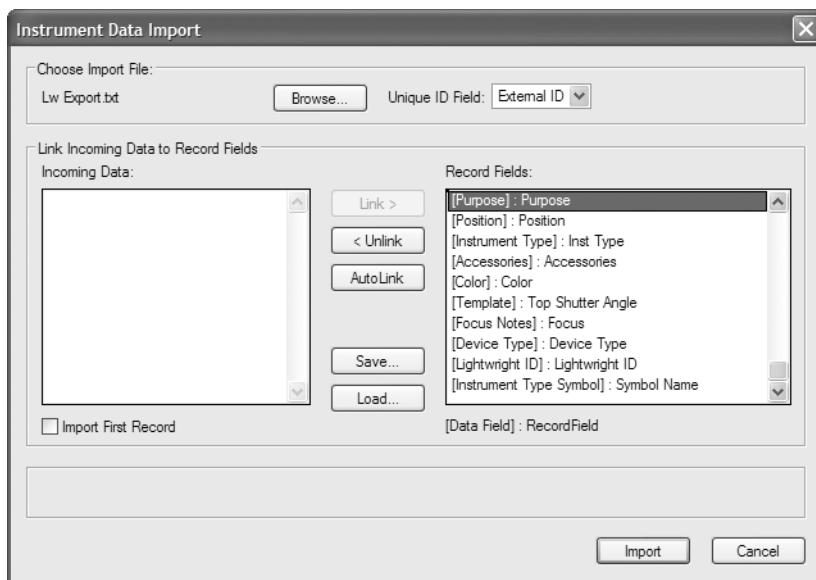 Instrument Data Import
Choose Import File:
Lw Export.txt
Browse...
Unique ID Field:
External ID
Link Incoming Data to Record Fields
Incoming Data:
Record Fields:
Link >
< Unlink
AutoLink
Save...
Load...
[Purpose] : Purpose
[Position] : Position
[Instrument Type] : Inst Type
[Accessories] : Accessories
[Color] : Color
[Template] : Top Shutter Angle
[Focus Notes] : Focus
[Device Type] : Device Type
[Lightwright ID] : Lightwright ID
[Instrument Type Symbol] : Symbol Name
Import First Record
[Data Field] : RecordField
Import
Cancel